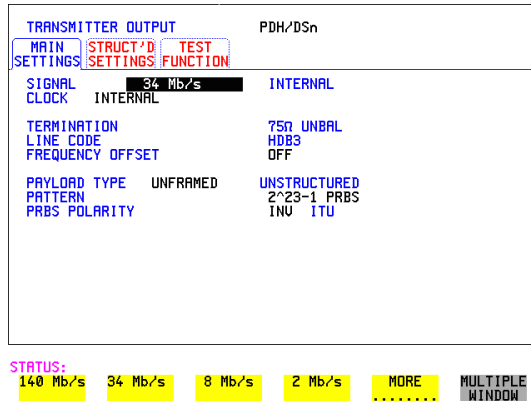 TRANSMITTER OUTPUT PDH/DSn
MAIN SETTINGS STRUCT'D SETTINGS TEST FUNCTION
SIGNAL 34 Mb/s INTERNAL
CLOCK INTERNAL
TERMINATION 75Ω UNBAL
LINE CODE HDB3
FREQUENCY OFFSET OFF
PAYLOAD TYPE UNFRAMED UNSTRUCTURED
PATTERN 2^23-1 PRBS
PRBS POLARITY INV ITU
STATUS:
140 Mb/s 34 Mb/s 8 Mb/s 2 Mb/s MORE ........ MULTIPLE WINDOW